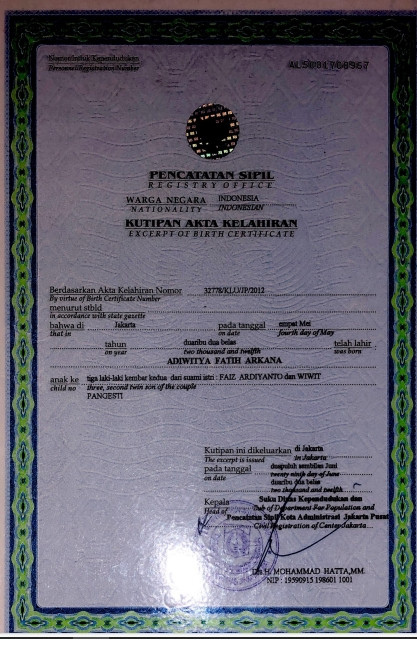 Nomor Induk Kependudukan
Personnel Registration Number
PENCATATAN SIPIL
REGISTRY OFFICE
WARGA NEGARA INDONESIA
NATIONALITY INDONESIAN
KUTIPAN AKTA KELAHIRAN
EXCERPT OF BIRTH CERTIFICATE
Berdasarkan Akta Kelahiran Nomor 32778/KLU/JP/2012
By virtue of Birth Certificate Number
menurut stbld
in accordance with state gazette
bahwa di Jakarta pada tanggal empat Mei
that in on date fourth day of May
tahun duaribu dua belas telah lahir
on year two thousand and twelfth was born
ADIWITYA FATIH ARKANA
anak ke tiga laki-laki kembar kedua dari suami istri : FAIZ ARDIYANTO dan WIWIT
child no three, second twin son of the couple
PANGESTI
Kutipan ini dikeluarkan di Jakarta
The excerpt is issued in Jakarta
pada tanggal duapuluh sembilan Juni
on date twenty ninth day of June
duaribu dua belas
two thousand and twelfth
Kepala Suku Dinas Kependudukan dan
Head of Sub of Department For Population and
Pencatatan Sipil Kota Administrasi Jakarta Pusat
Civil Registration of Center Jakarta
H. MOHAMMAD HATTA,MM.
NIP : 19590915 198601 1001